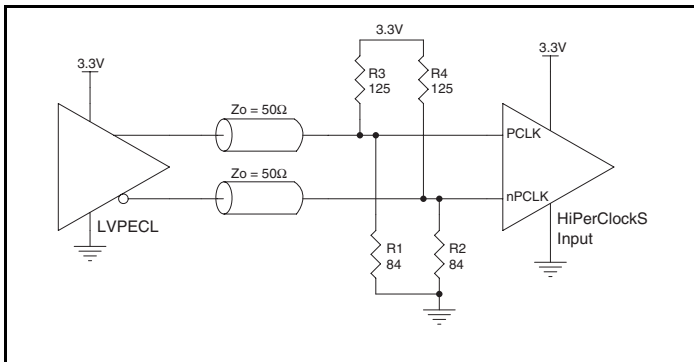 3.3V
3.3V
3.3V
R3
125
R4
125
Zo = 50Ω
PCLK
Zo = 50Ω
nPCLK
LVPECL
HiPerClockS
Input
R1
84
R2
84